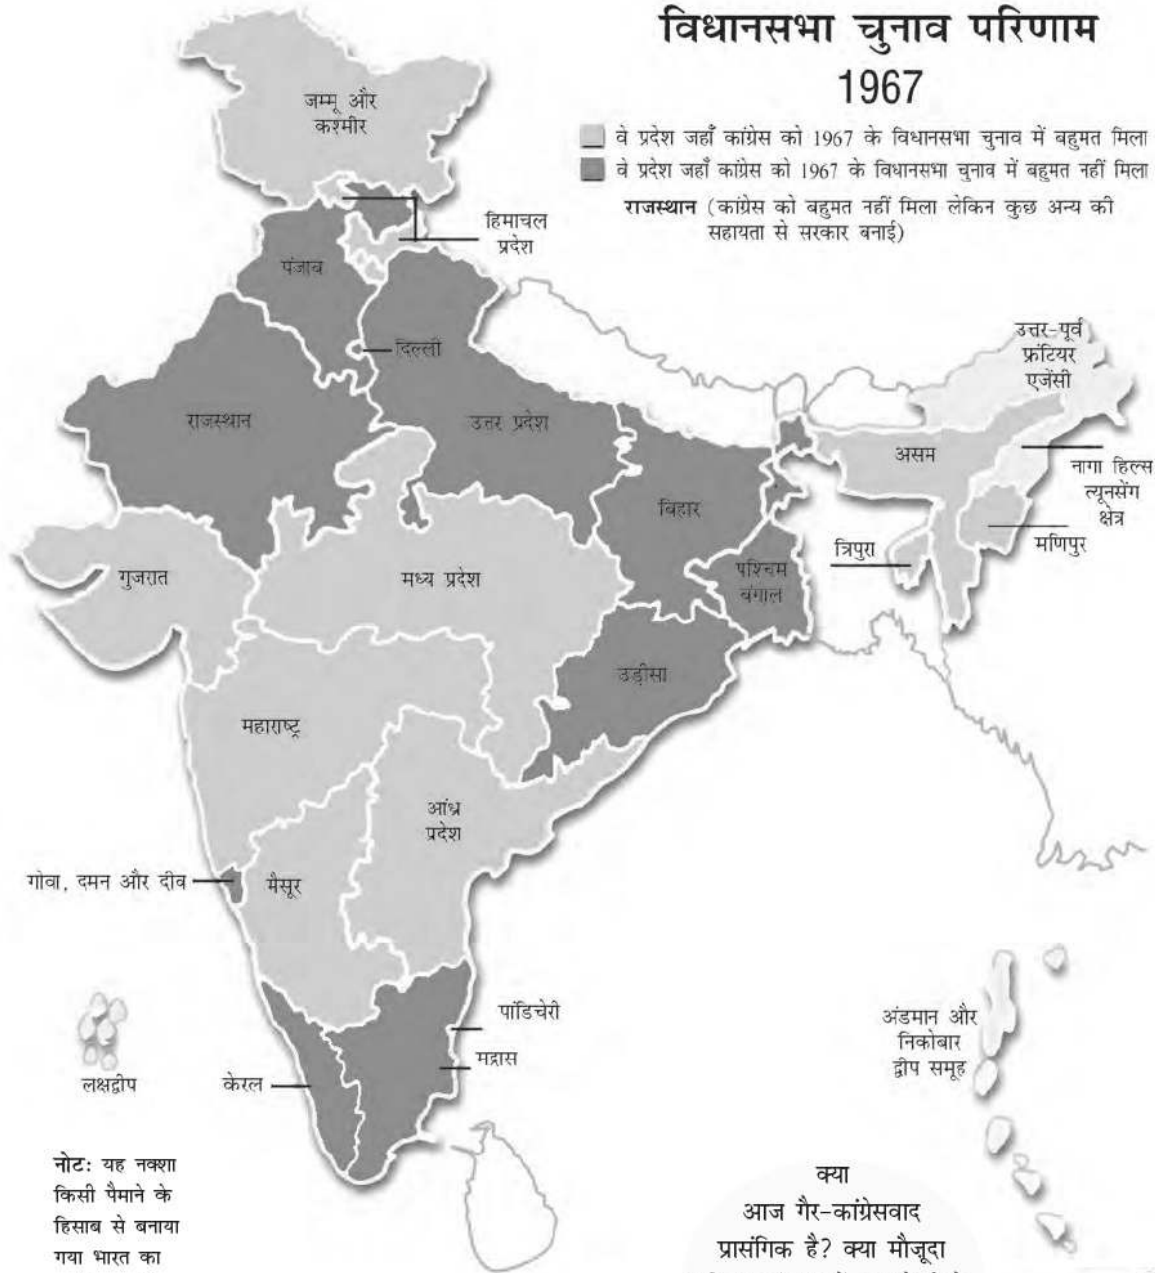 विधानसभा चुनाव परिणाम
1967
वे प्रदेश जहाँ कांग्रेस को 1967 के विधानसभा चुनाव में बहुमत मिला
वे प्रदेश जहाँ कांग्रेस को 1967 के विधानसभा चुनाव में बहुमत नहीं मिला
राजस्थान (कांग्रेस को बहुमत नहीं मिला लेकिन कुछ अन्य की
सहायता से सरकार बनाई)
जम्मू और
कश्मीर
हिमाचल
प्रदेश
पंजाब
दिल्ली
राजस्थान
उत्तर प्रदेश
उत्तर-पूर्व
फ्रंटियर
एजेंसी
असम
नागा हिल्स
त्यूनसेंग
क्षेत्र
बिहार
मणिपुर
त्रिपुरा
गुजरात
मध्य प्रदेश
पश्चिम
बंगाल
उड़ीसा
महाराष्ट्र
आंध्र
प्रदेश
गोवा, दमन और दीव
मैसूर
पांडिचेरी
अंडमान और
निकोबार
द्वीप समूह
मद्रास
लक्षद्वीप
केरल
नोट: यह नक्शा
किसी पैमाने के
हिसाब से बनाया
गया भारत का
क्या
आज गैर-कांग्रेसवाद
प्रासंगिक है? क्या मौजूदा